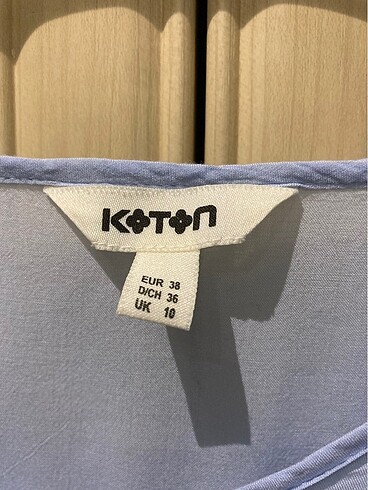 KOTON
EUR 38
D/CH 36
UK 10